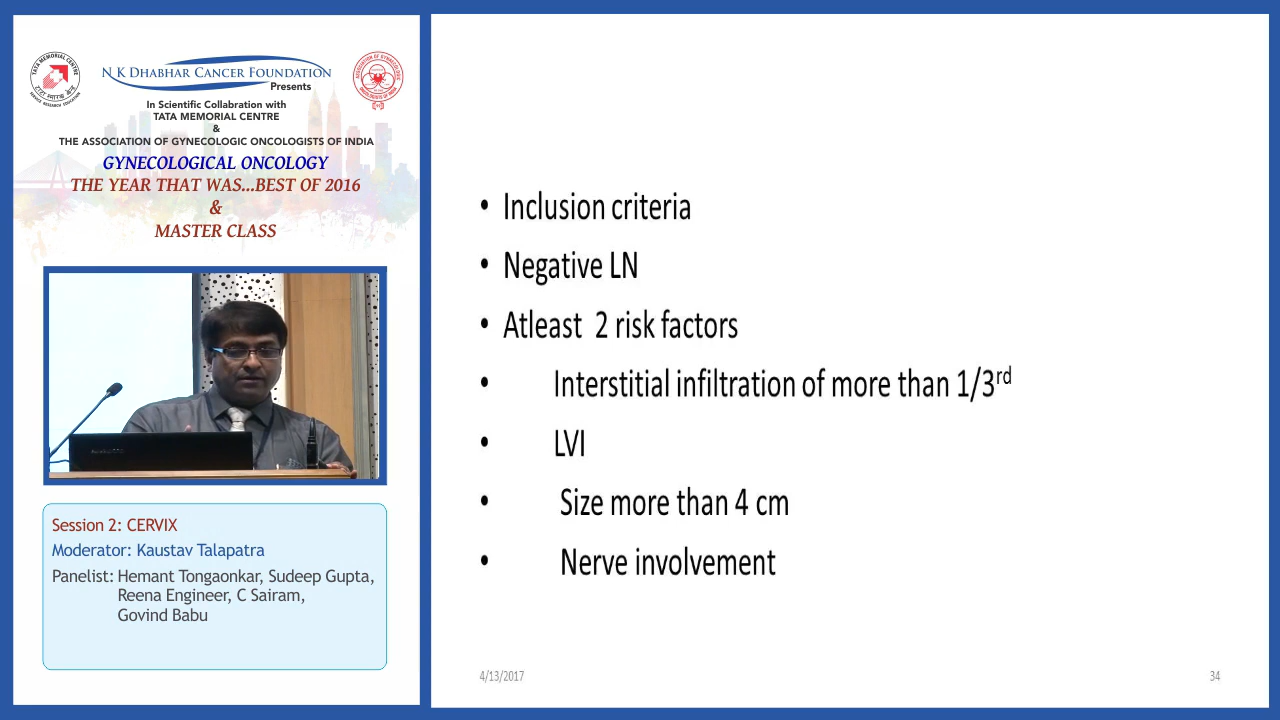 N K DHABHAR CANCER FOUNDATION
Presents
In Scientific Collabration with
TATA MEMORIAL CENTRE
&
THE ASSOCIATION OF GYNECOLOGIC ONCOLOGISTS OF INDIA
GYNECOLOGICAL ONCOLOGY
THE YEAR THAT WAS...BEST OF 2016
&
MASTER CLASS
Session 2: CERVIX
Moderator: Kaustav Talapatra
Panelist: Hemant Tongaonkar, Sudeep Gupta,
Reena Engineer, C Sairam,
Govind Babu
• Inclusion criteria
• Negative LN
• Atleast 2 risk factors
• Interstitial infiltration of more than 1/3rd
• LVI
• Size more than 4 cm
• Nerve involvement
4/13/2017
34